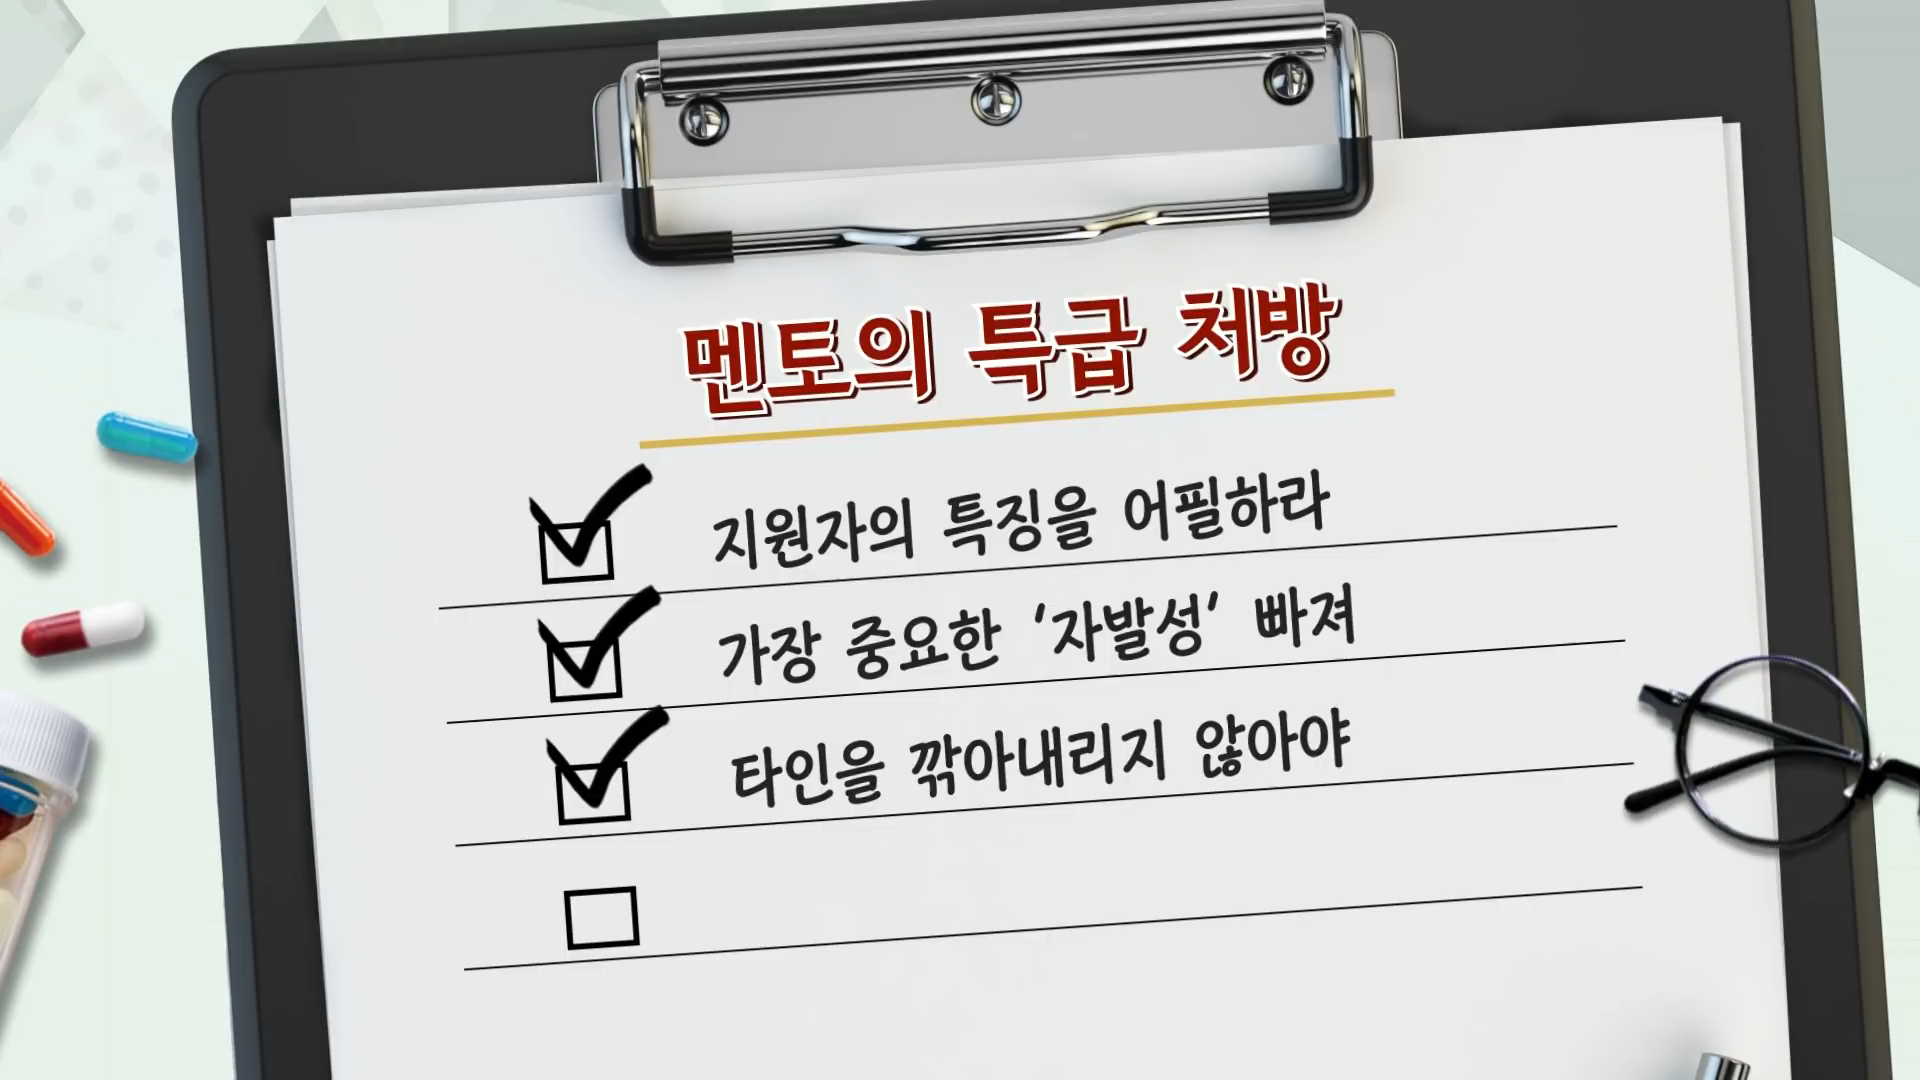 멘토의 특급 처방
지원자의 특징을 어필하라
가장 중요한 '자발성' 빠져
타인을 깎아내리지 않아야